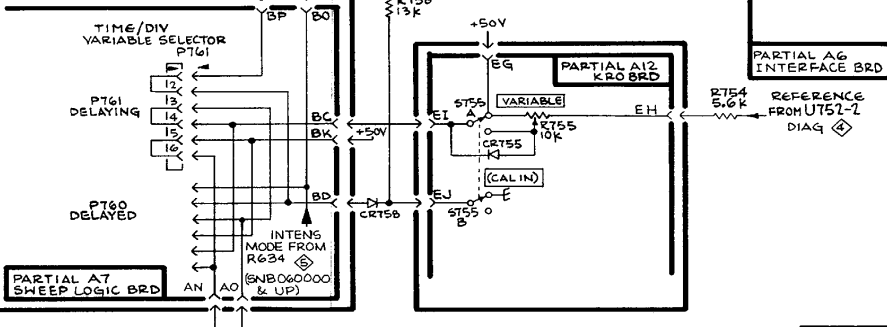 R756
13K
BP
BO
TIME/DIV
VARIABLE SELECTOR
P761
+50V
EG
PARTIAL A12
KRO BRD
PARTIAL A6
INTERFACE BRD
12
13
14
15
16
P761
DELAYING
BC
BK
+50V
EI
S755
A
VARIABLE
R755
10K
CR755
EH
R754
5.6K
REFERENCE
FROM U752-2
DIAG 4
(CAL IN)
P760
DELAYED
BD
CR758
EJ
S755
B
INTENS
MODE FROM
R634 5
(SNB060000
& UP)
PARTIAL A7
SWEEP LOGIC BRD
AN
AO